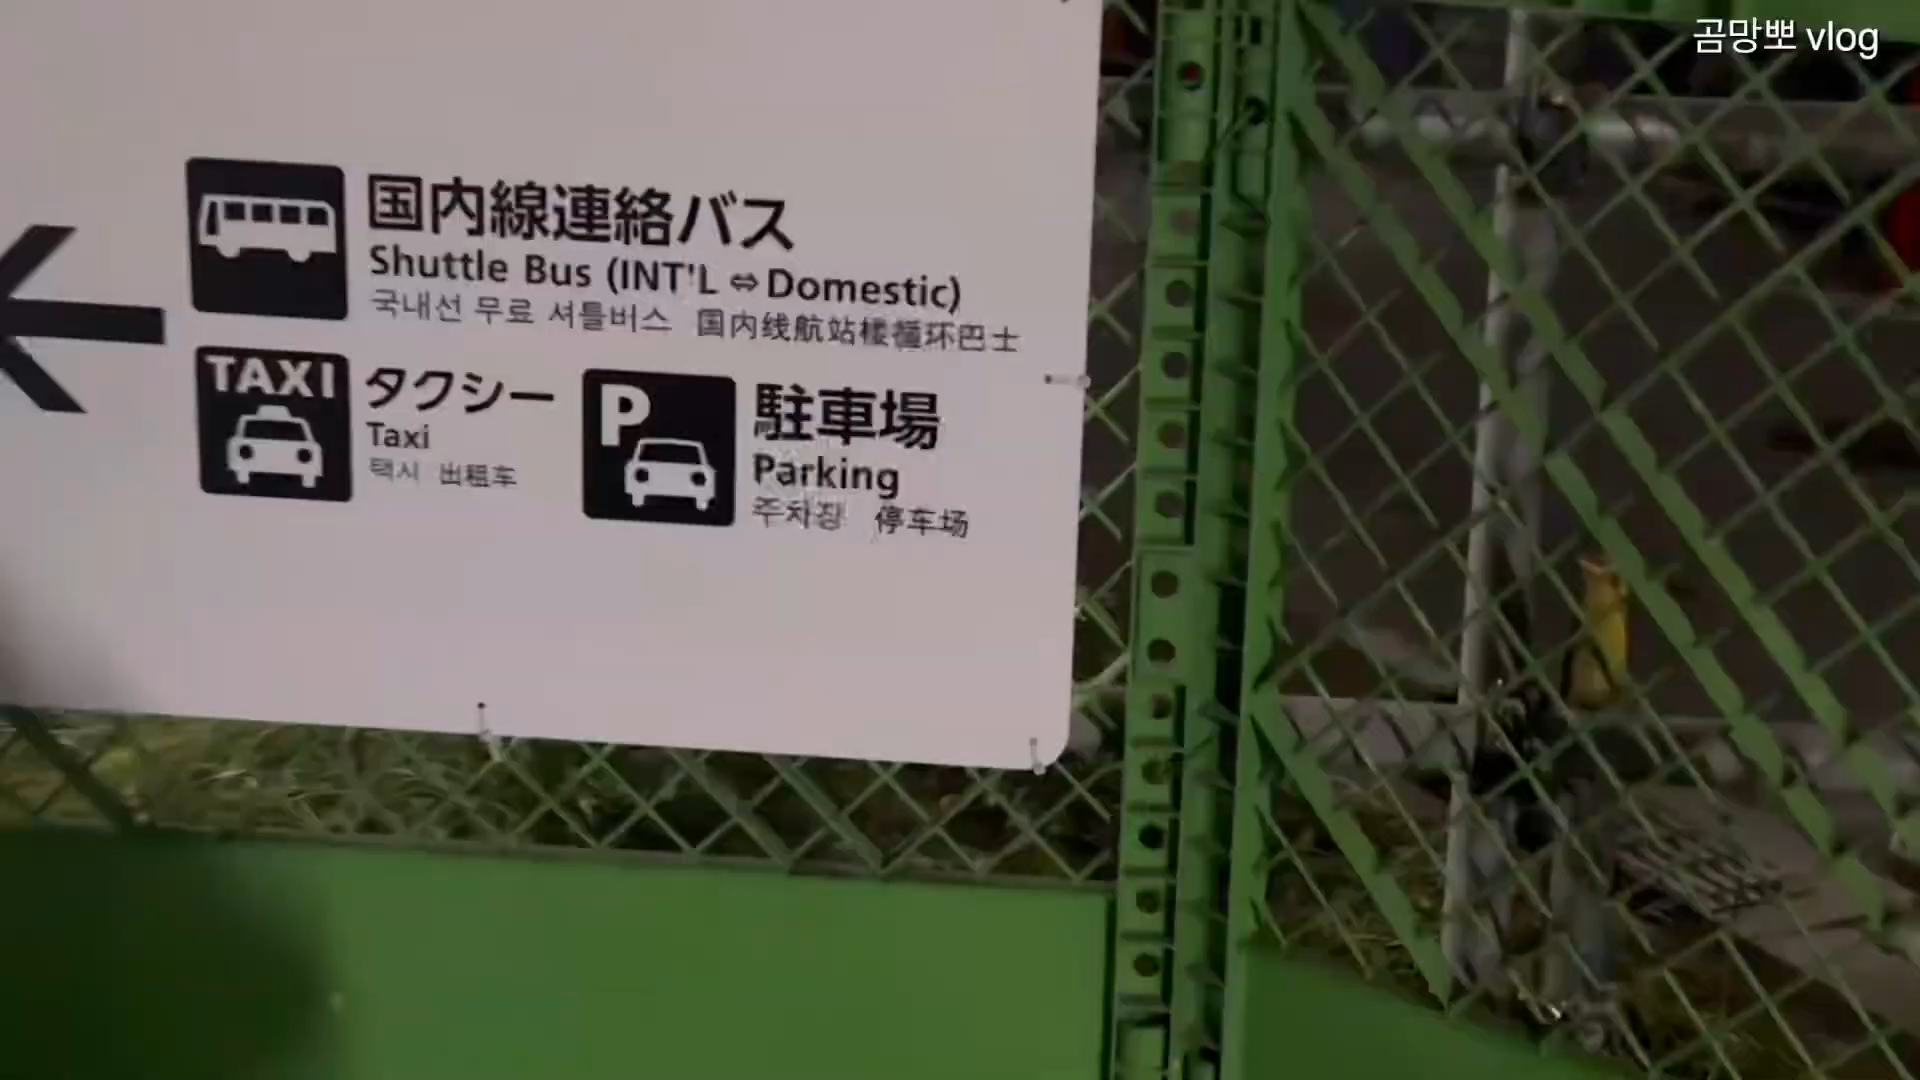 곰망뽀 vlog
国内線連絡バス
Shuttle Bus (INT'L ⇔ Domestic)
국내선 무료 셔틀버스 国内线航站楼循环巴士
TAXI
タクシー
Taxi
택시 出租车
P
駐車場
Parking
주차장 停车场